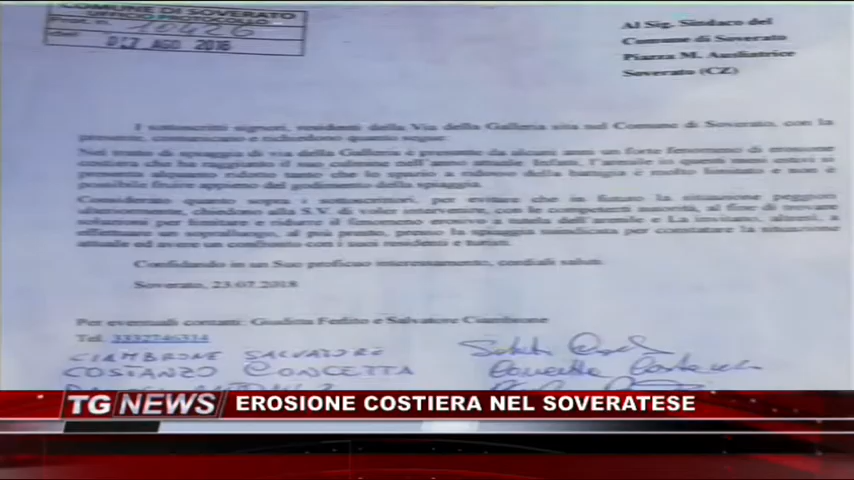 COMUNE DI SOVERATO
UFFICIO PROTOCOLLO
10426
07 AGO 2018
Al Sig. Sindaco del
Comune di Soverato
Piazza M. Ausiliatrice
Soverato (CZ)
I sottoscritti signori, residenti della Via della Galleria sita nel Comune di Soverato, con la
presente, comunicano e richiedono quanto segue:
Nel tratto di spiaggia di via della Galleria è presente da alcuni anni un forte fenomeno di erosione
costiera che ha raggiunto il suo culmine nell'anno attuale. Infatti, l'arenile in questi mesi estivi si
presenta alquanto ridotto tanto che lo spazio a ridosso della battigia è molto limitato e non è
possibile fruire appieno del godimento della spiaggia.
Considerato quanto sopra i sottoscrittori, per evitare che in futuro la situazione peggiori
ulteriormente, chiedono alla S.V. di voler intervenire, con le competenti autorità, al fine di trovare
soluzioni per limitare e ridurre il fenomeno nocivo a tutela dell'arenile e La invitano, altresì, a
effettuare un sopralluogo, al più presto, presso la spiaggia suindicata per constatare la situazione
attuale ed avere un confronto con i suoi residenti e turisti.
Confidando in un Suo proficuo interessamento, cordiali saluti
Soverato, 23.07.2018
Per eventuali contatti: Giuditta Fedito e Salvatore Ciambrone
Tel. 3332746314
CIAMBRONE SALVATORE
COSTANZO CONCETTA
TG NEWS EROSIONE COSTIERA NEL SOVERATESE